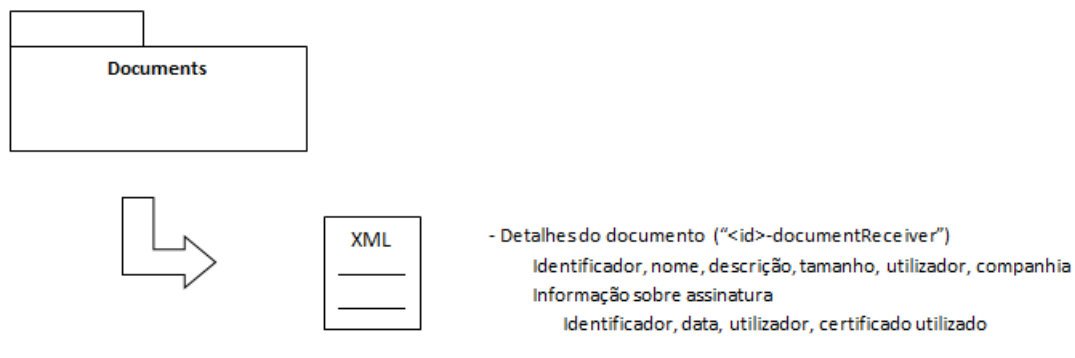 Documents
XML
- Detalhes do documento (“<id>-documentReceiver”)
Identificador, nome, descrição, tamanho, utilizador, companhia
Informação sobre assinatura
Identificador, data, utilizador, certificado utilizado